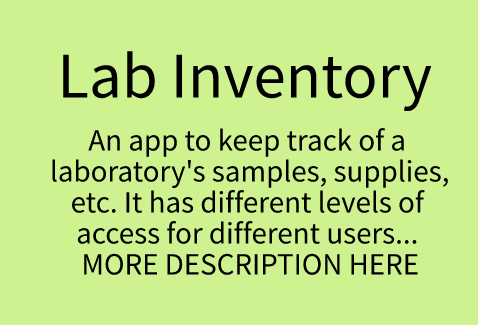 Lab Inventory
An app to keep track of a
laboratory's samples, supplies,
etc. It has different levels of
access for different users...
MORE DESCRIPTION HERE